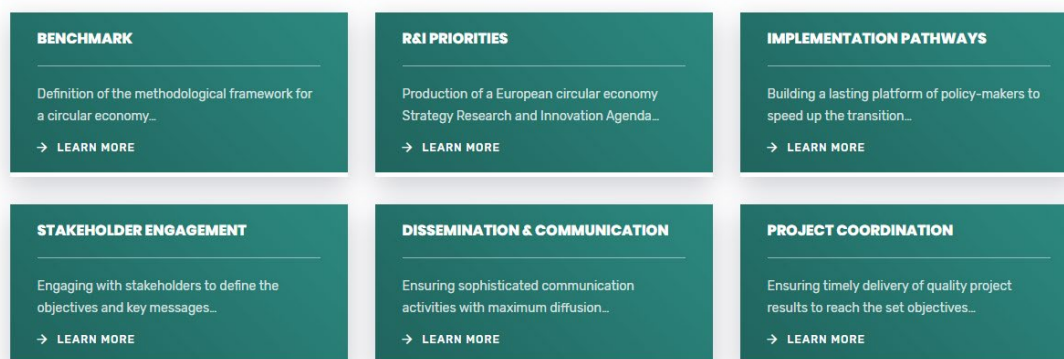 BENCHMARK
Definition of the methodological framework for
a circular economy...
→ LEARN MORE
R&I PRIORITIES
Production of a European circular economy
Strategy Research and Innovation Agenda...
→ LEARN MORE
IMPLEMENTATION PATHWAYS
Building a lasting platform of policy-makers to
speed up the transition...
→ LEARN MORE
STAKEHOLDER ENGAGEMENT
Engaging with stakeholders to define the
objectives and key messages...
→ LEARN MORE
DISSEMINATION & COMMUNICATION
Ensuring sophisticated communication
activities with maximum diffusion...
→ LEARN MORE
PROJECT COORDINATION
Ensuring timely delivery of quality project
results to reach the set objectives...
→ LEARN MORE